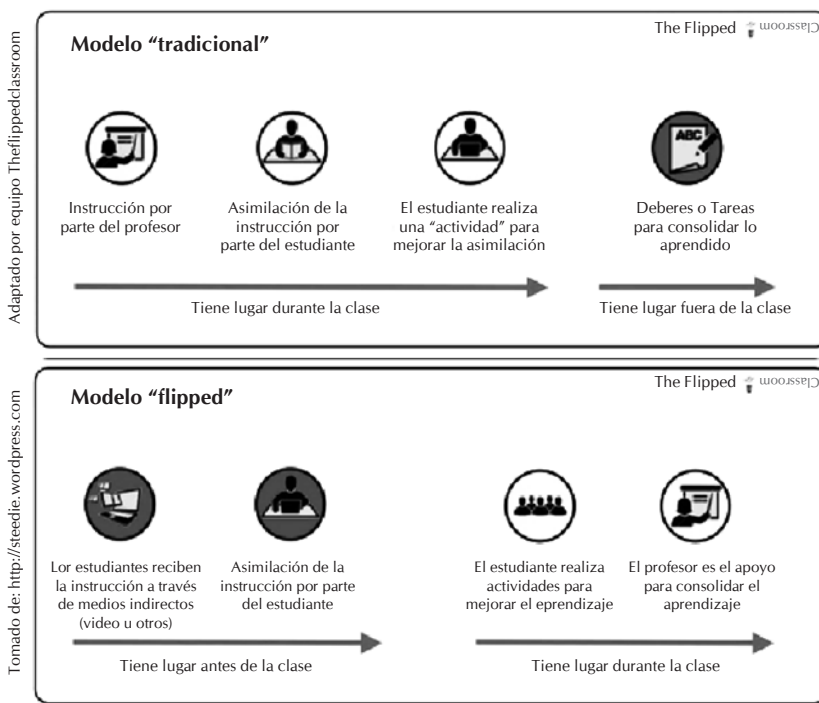 Adaptado por equipo Theflippedclassroom
Modelo “tradicional”
The Flipped Classroom
ABC
Instrucción por
parte del profesor
Asimilación de la
instrucción por
parte del estudiante
El estudiante realiza
una “actividad” para
mejorar la asimilación
Deberes o Tareas
para consolidar lo
aprendido
Tiene lugar durante la clase
Tiene lugar fuera de la clase
Tomado de: http://steedie.wordpress.com
Modelo “flipped”
The Flipped Classroom
Lor estudiantes reciben
la instrucción a través
de medios indirectos
(video u otros)
Asimilación de la
instrucción por parte
del estudiante
El estudiante realiza
actividades para
mejorar el eprendizaje
El profesor es el apoyo
para consolidar el
aprendizaje
Tiene lugar antes de la clase
Tiene lugar durante la clase